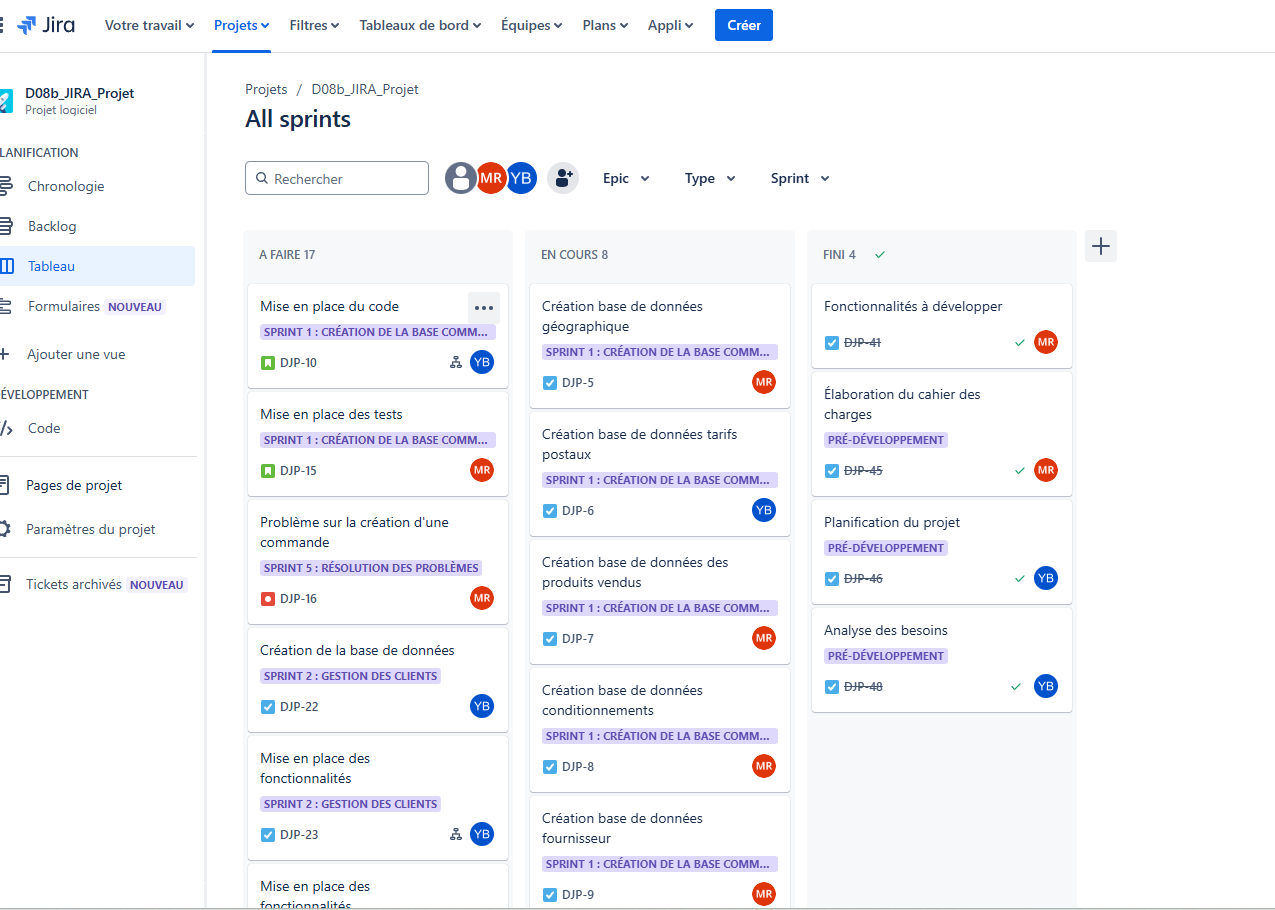 Jira
Votre travail
Projets
Filtres
Tableaux de bord
Équipes
Plans
Appli
Créer
D08b_JIRA_Projet
Projet logiciel
LANIFICATION
Chronologie
Backlog
Tableau
Formulaires NOUVEAU
Ajouter une vue
ÉVELOPPEMENT
Code
Pages de projet
Paramètres du projet
Tickets archivés NOUVEAU
Projets / D08b_JIRA_Projet
All sprints
Rechercher
MR
YB
Epic
Type
Sprint
A FAIRE 17
Mise en place du code
SPRINT 1 : CRÉATION DE LA BASE COMM...
DJP-10
YB
Mise en place des tests
SPRINT 1 : CRÉATION DE LA BASE COMM...
DJP-15
MR
Problème sur la création d'une
commande
SPRINT 5 : RÉSOLUTION DES PROBLÈMES
DJP-16
MR
Création de la base de données
SPRINT 2 : GESTION DES CLIENTS
DJP-22
YB
Mise en place des
fonctionnalités
SPRINT 2 : GESTION DES CLIENTS
DJP-23
YB
Mise en place des
fonctionnalités
EN COURS 8
Création base de données
géographique
SPRINT 1 : CRÉATION DE LA BASE COMM...
DJP-5
MR
Création base de données tarifs
postaux
SPRINT 1 : CRÉATION DE LA BASE COMM...
DJP-6
YB
Création base de données des
produits vendus
SPRINT 1 : CRÉATION DE LA BASE COMM...
DJP-7
MR
Création base de données
conditionnements
SPRINT 1 : CRÉATION DE LA BASE COMM...
DJP-8
MR
Création base de données
fournisseur
SPRINT 1 : CRÉATION DE LA BASE COMM...
DJP-9
MR
FINI 4
Fonctionnalités à développer
DJP-41
MR
Élaboration du cahier des
charges
PRÉ-DÉVELOPPEMENT
DJP-45
MR
Planification du projet
PRÉ-DÉVELOPPEMENT
DJP-46
YB
Analyse des besoins
PRÉ-DÉVELOPPEMENT
DJP-48
YB